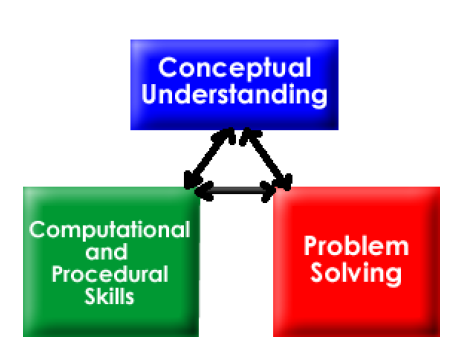 Conceptual
Understanding
Computational
and
Procedural
Skills
Problem
Solving